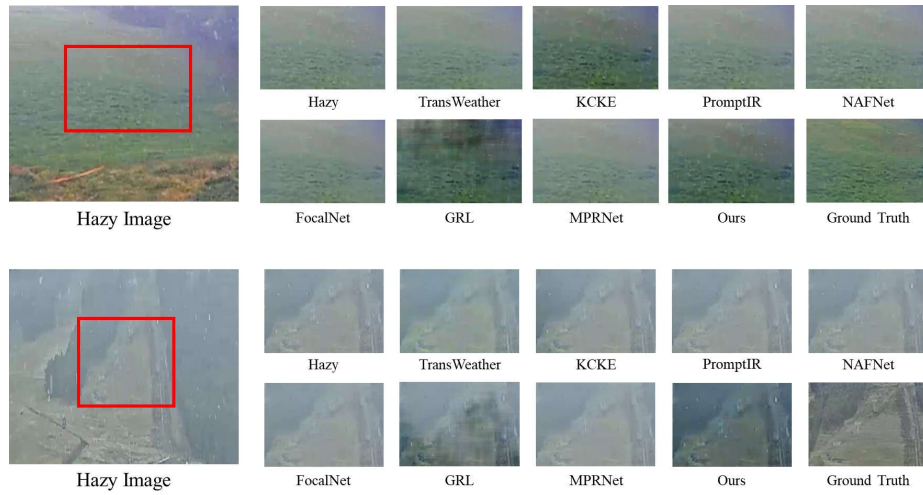 Hazy TransWeather KCKE PromptIR NAFNet
FocalNet GRL MPRNet Ours Ground Truth
Hazy Image
Hazy TransWeather KCKE PromptIR NAFNet
FocalNet GRL MPRNet Ours Ground Truth
Hazy Image